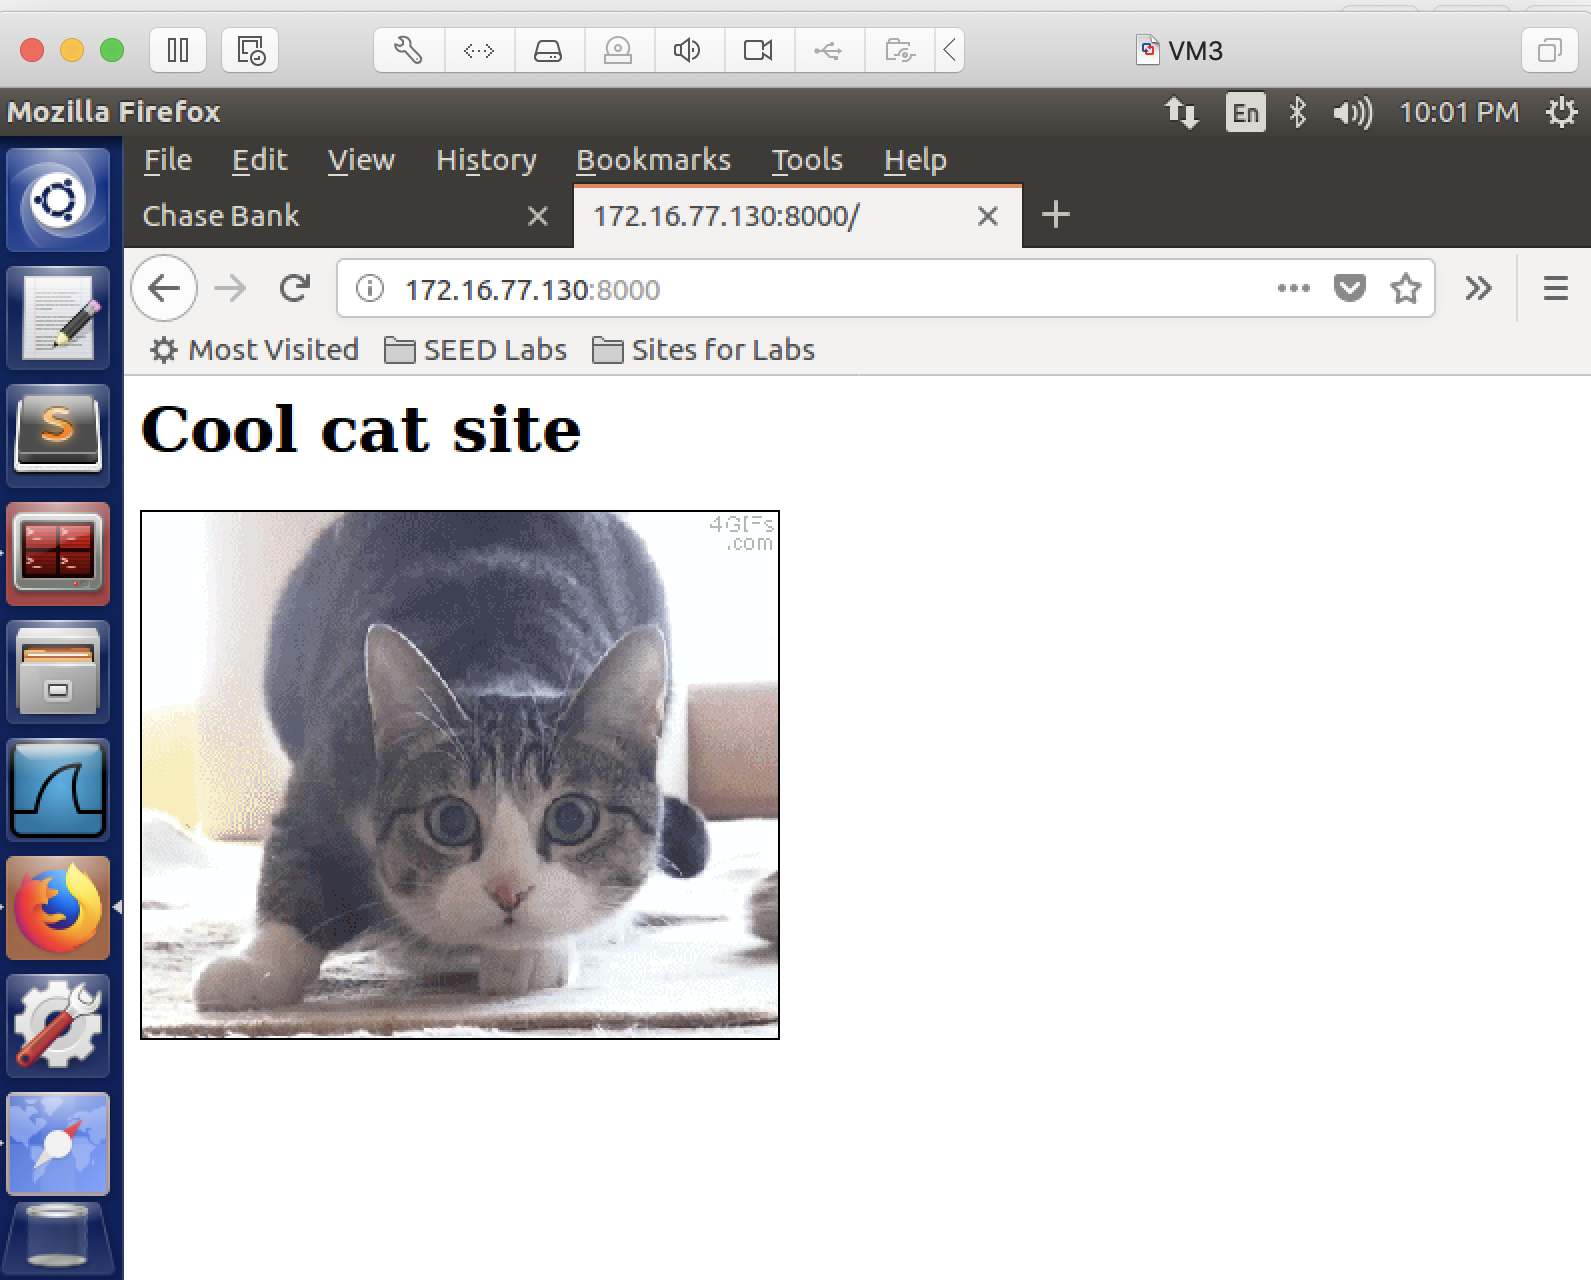 VM3
Mozilla Firefox
En
10:01 PM
File Edit View History Bookmarks Tools Help
Chase Bank
172.16.77.130:8000/
172.16.77.130:8000
Most Visited
SEED Labs
Sites for Labs
Cool cat site
4GIFs
.com